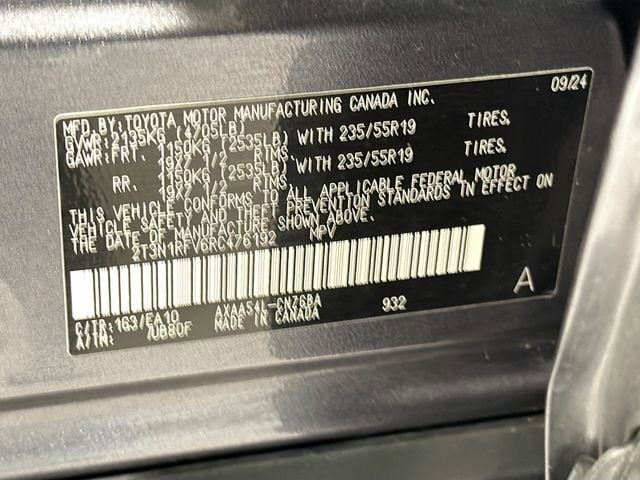 MFD.BY:TOYOTA MOTOR MANUFACTURING CANADA INC. 09/24
GVWR:2135KG (4705LB)
GAWR:FRT. 1150KG (2535LB) WITH 235/55R19 TIRES.
19X7 1/2 J RIMS.
RR. 1150KG (2535LB) WITH 235/55R19 TIRES.
19X7 1/2 J RIMS.
THIS VEHICLE CONFORMS TO ALL APPLICABLE FEDERAL MOTOR
VEHICLE SAFETY AND THEFT PREVENTION STANDARDS IN EFFECT ON
THE DATE OF MANUFACTURE SHOWN ABOVE.
2T3N1RFV6RC476192 MPV
C/TR:163/EA10 AXAA54L-CNZGBA 932 A
A/TM: /UB80F MADE IN CANADA